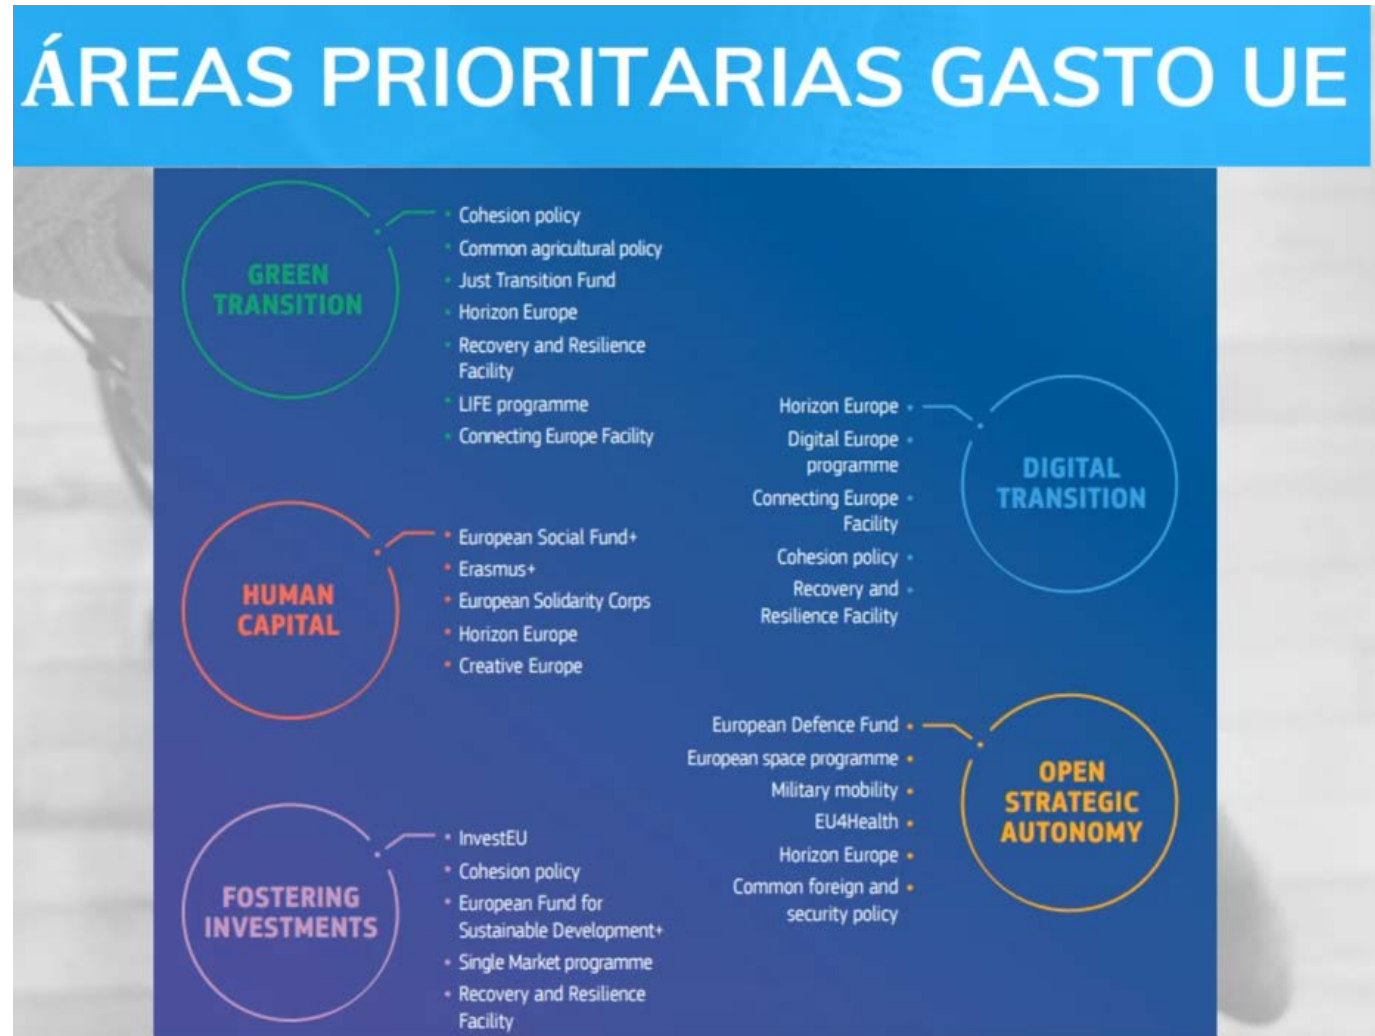 ÁREAS PRIORITARIAS GASTO UE
GREEN
TRANSITION
• Cohesion policy
• Common agricultural policy
• Just Transition Fund
• Horizon Europe
• Recovery and Resilience
Facility
• LIFE programme
• Connecting Europe Facility
DIGITAL
TRANSITION
Horizon Europe •
Digital Europe •
programme
Connecting Europe •
Facility
Cohesion policy •
Recovery and •
Resilience Facility
HUMAN
CAPITAL
• European Social Fund+
• Erasmus+
• European Solidarity Corps
• Horizon Europe
• Creative Europe
OPEN
STRATEGIC
AUTONOMY
European Defence Fund •
European space programme •
Military mobility •
EU4Health •
Horizon Europe •
Common foreign and •
security policy
FOSTERING
INVESTMENTS
• InvestEU
• Cohesion policy
• European Fund for
Sustainable Development+
• Single Market programme
• Recovery and Resilience
Facility